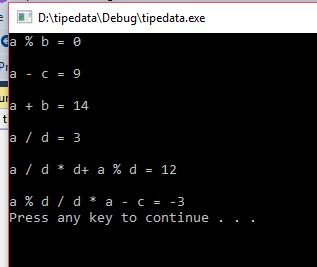 D:\tipedata\Debug\tipedata.exe
a % b = 0
a - c = 9
a + b = 14
a / d = 3
a / d * d+ a % d = 12
a % d / d * a - c = -3
Press any key to continue . . .